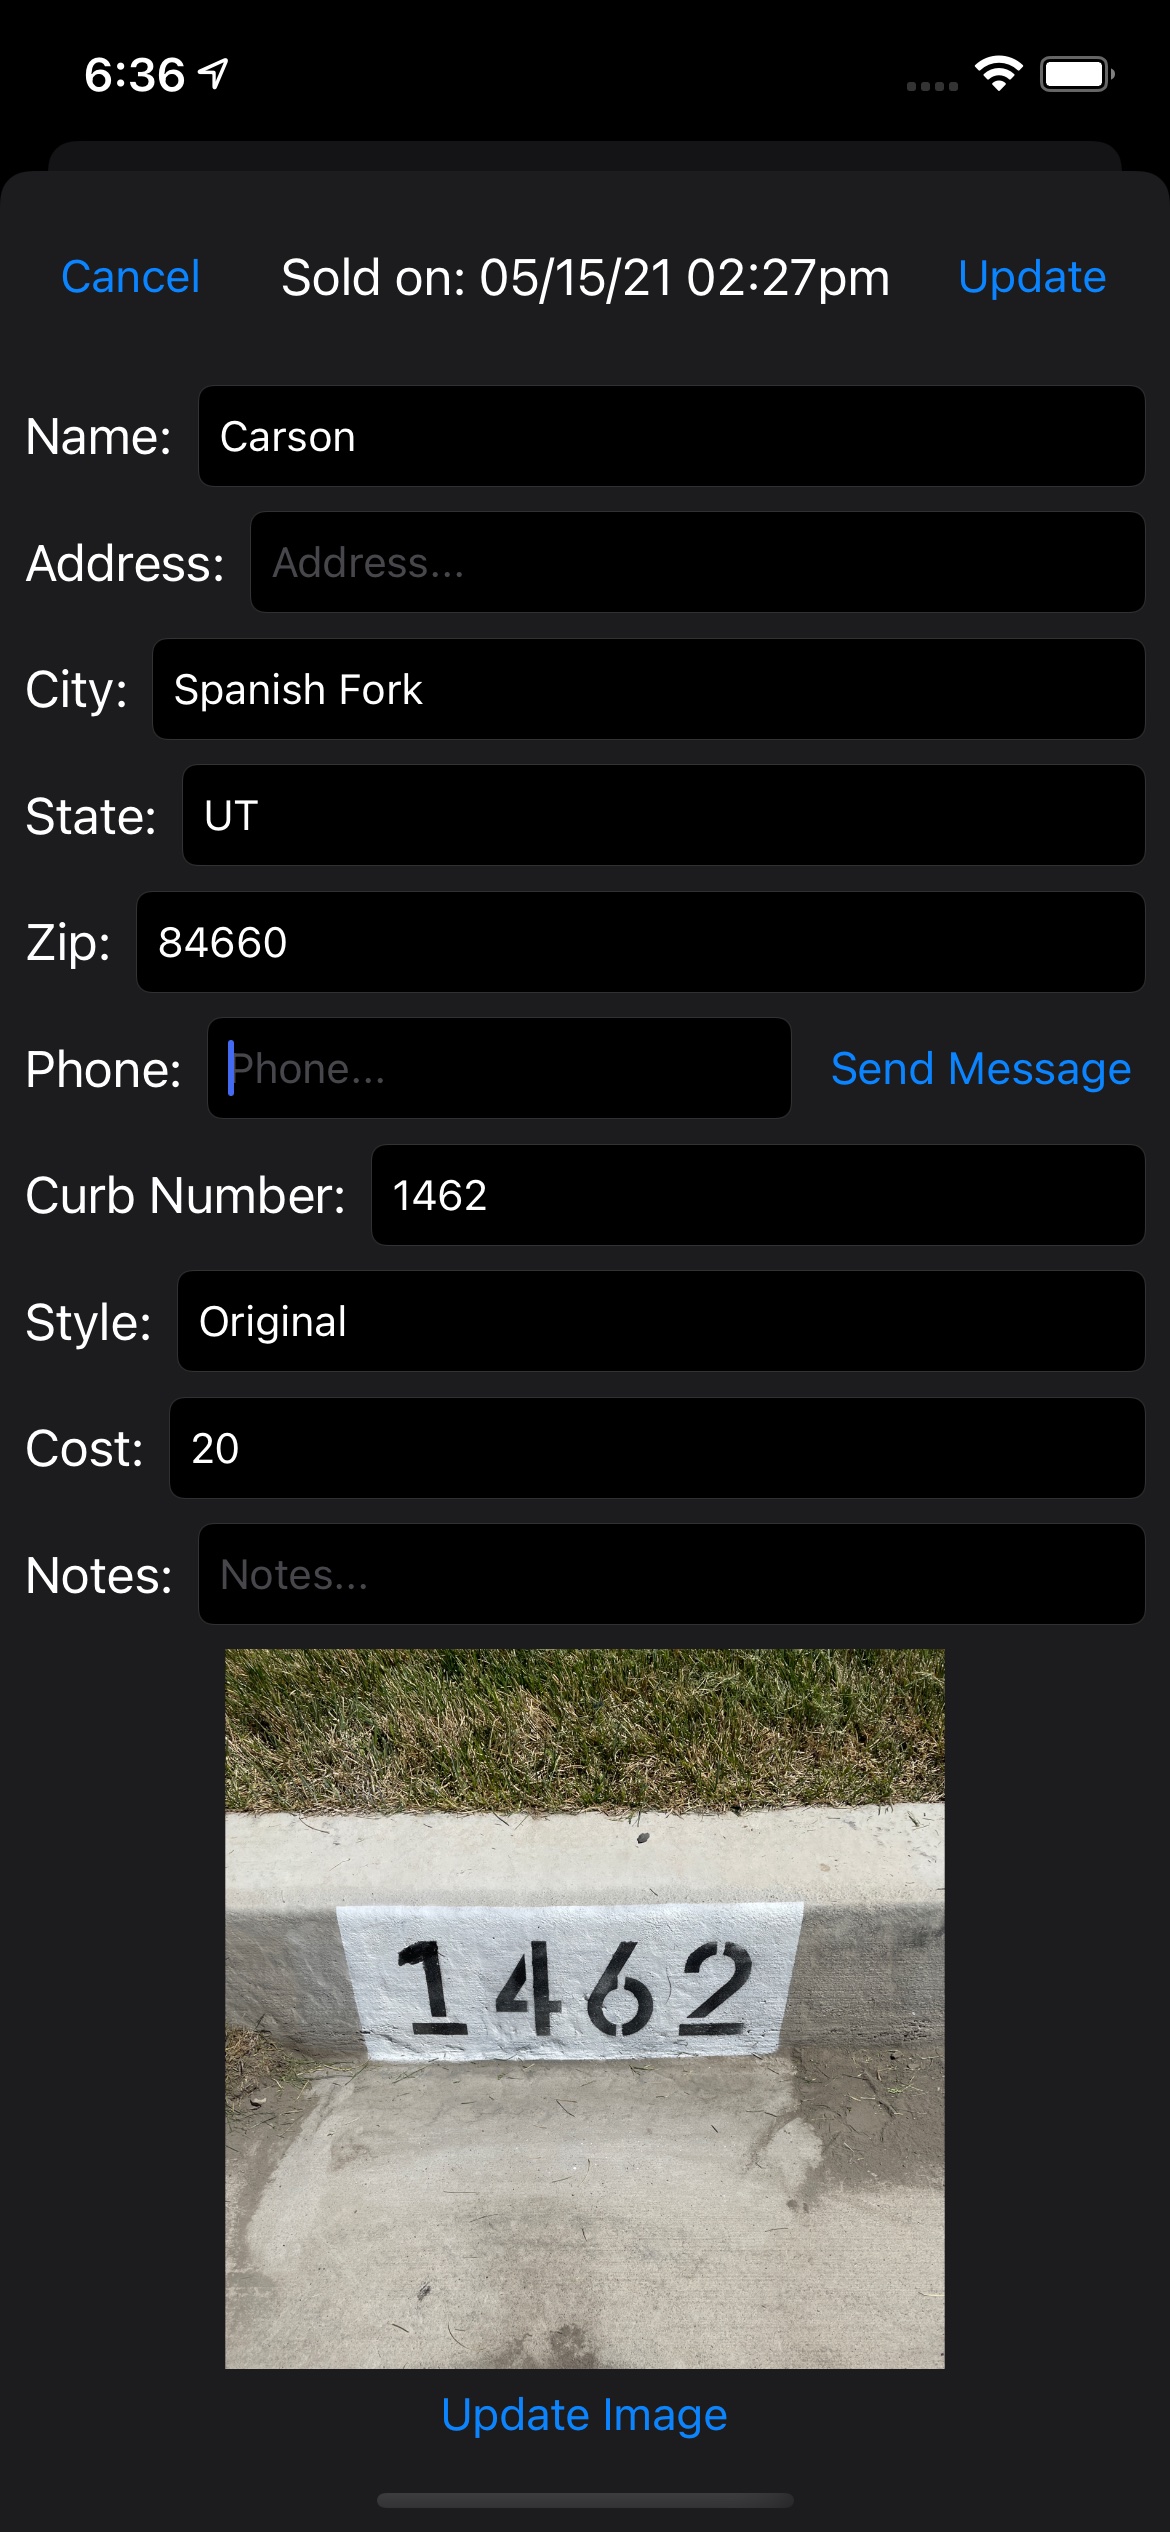 6:36
Cancel Sold on: 05/15/21 02:27pm Update
Name: Carson
Address: Address...
City: Spanish Fork
State: UT
Zip: 84660
Phone: Phone... Send Message
Curb Number: 1462
Style: Original
Cost: 20
Notes: Notes...
1462
Update Image